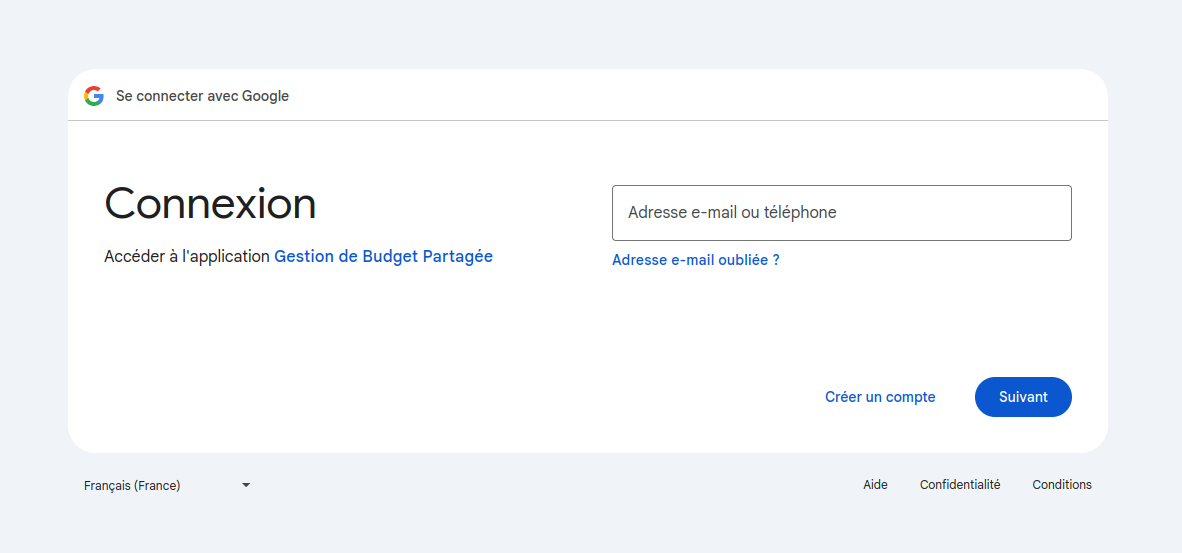 Se connecter avec Google
Connexion
Accéder à l'application Gestion de Budget Partagée
Adresse e-mail ou téléphone
Adresse e-mail oubliée ?
Créer un compte
Suivant
Français (France)
Aide
Confidentialité
Conditions